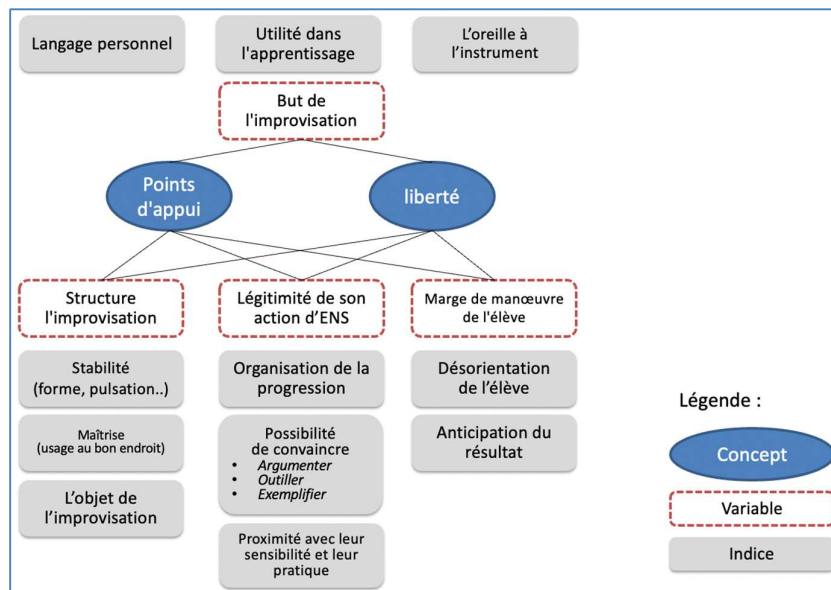 Langage personnel
Utilité dans
l'apprentissage
L'oreille à
l'instrument
But de
l'improvisation
Points
d'appui
liberté
Structure
l'improvisation
Légitimité de son
action d'ENS
Marge de manœuvre
de l'élève
Stabilité
(forme, pulsation..)
Organisation de la
progression
Désorientation
de l'élève
Maîtrise
(usage au bon endroit)
Possibilité
de convaincre
• Argumenter
• Outiller
• Exemplifier
Anticipation du
résultat
L'objet de
l'improvisation
Proximité avec leur
sensibilité et leur
pratique
Légende :
Concept
Variable
Indice